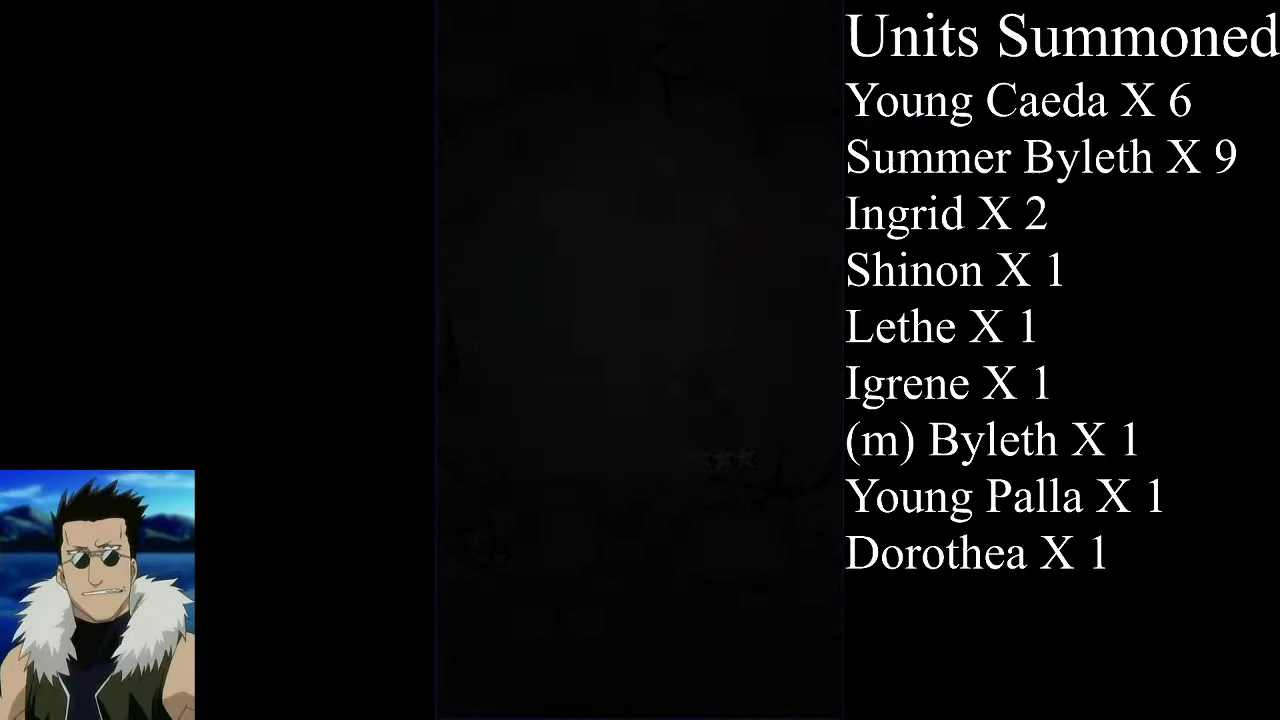 Units Summoned
Young Caeda X 6
Summer Byleth X 9
Ingrid X 2
Shinon X 1
Lethe X 1
Igrene X 1
(m) Byleth X 1
Young Palla X 1
Dorothea X 1